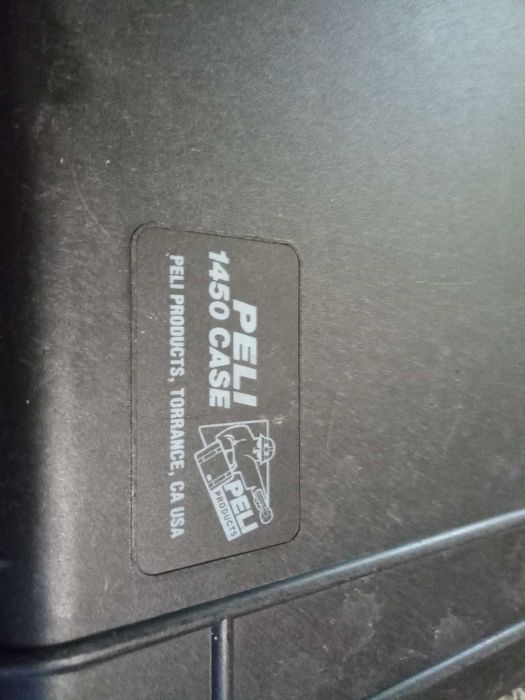 PELI
1450 CASE
PELI
PRODUCTS
PELI PRODUCTS, TORRANCE, CA USA